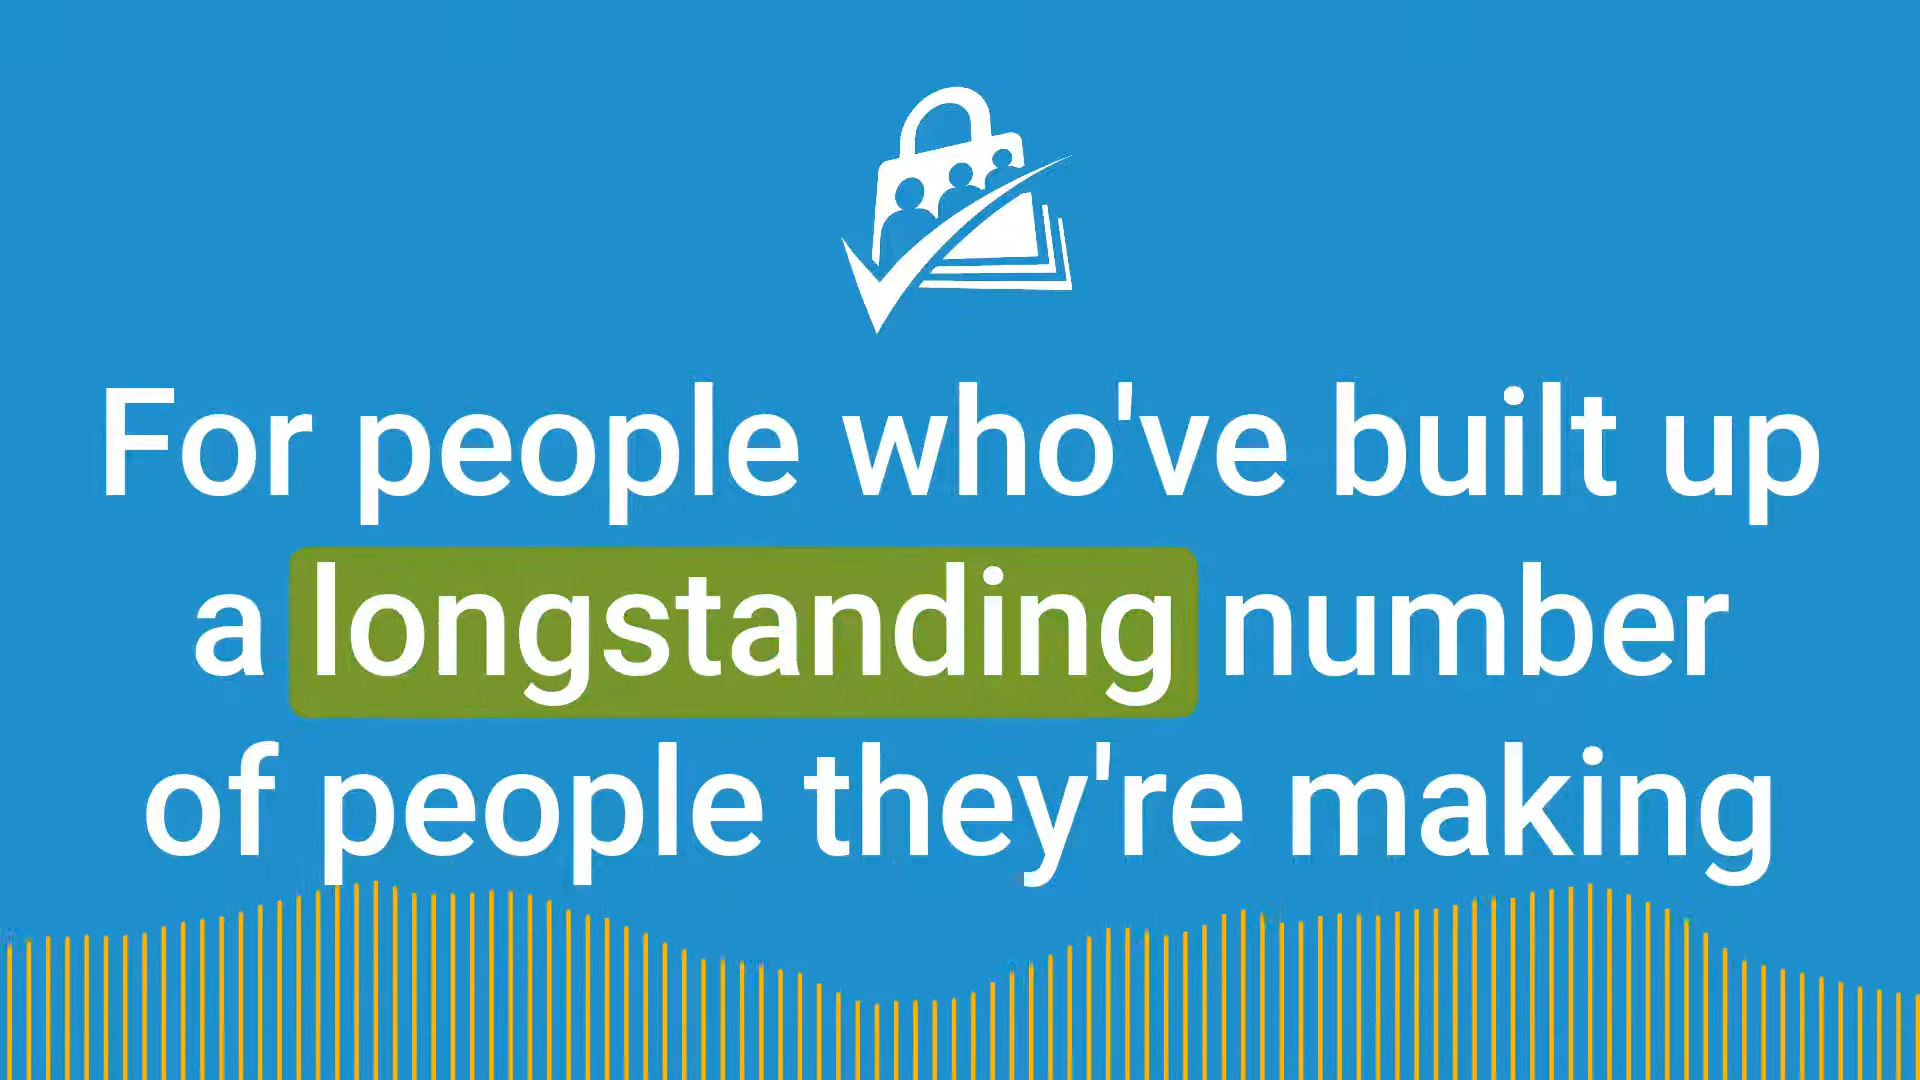 For people who've built up
a longstanding number
of people they're making